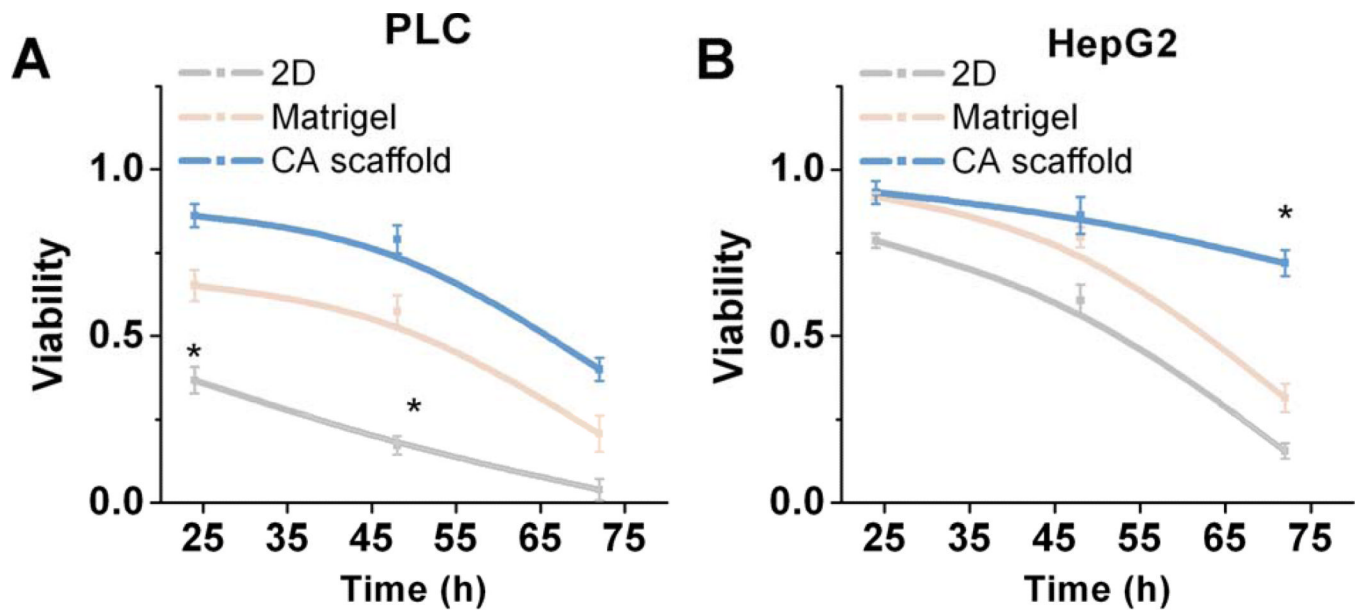 A
PLC
2D
Matrigel
CA scaffold
1.0
0.5
0.0
Viability
*
*
25 35 45 55 65 75
Time (h)
B
HepG2
2D
Matrigel
CA scaffold
1.0
0.5
0.0
Viability
*
25 35 45 55 65 75
Time (h)